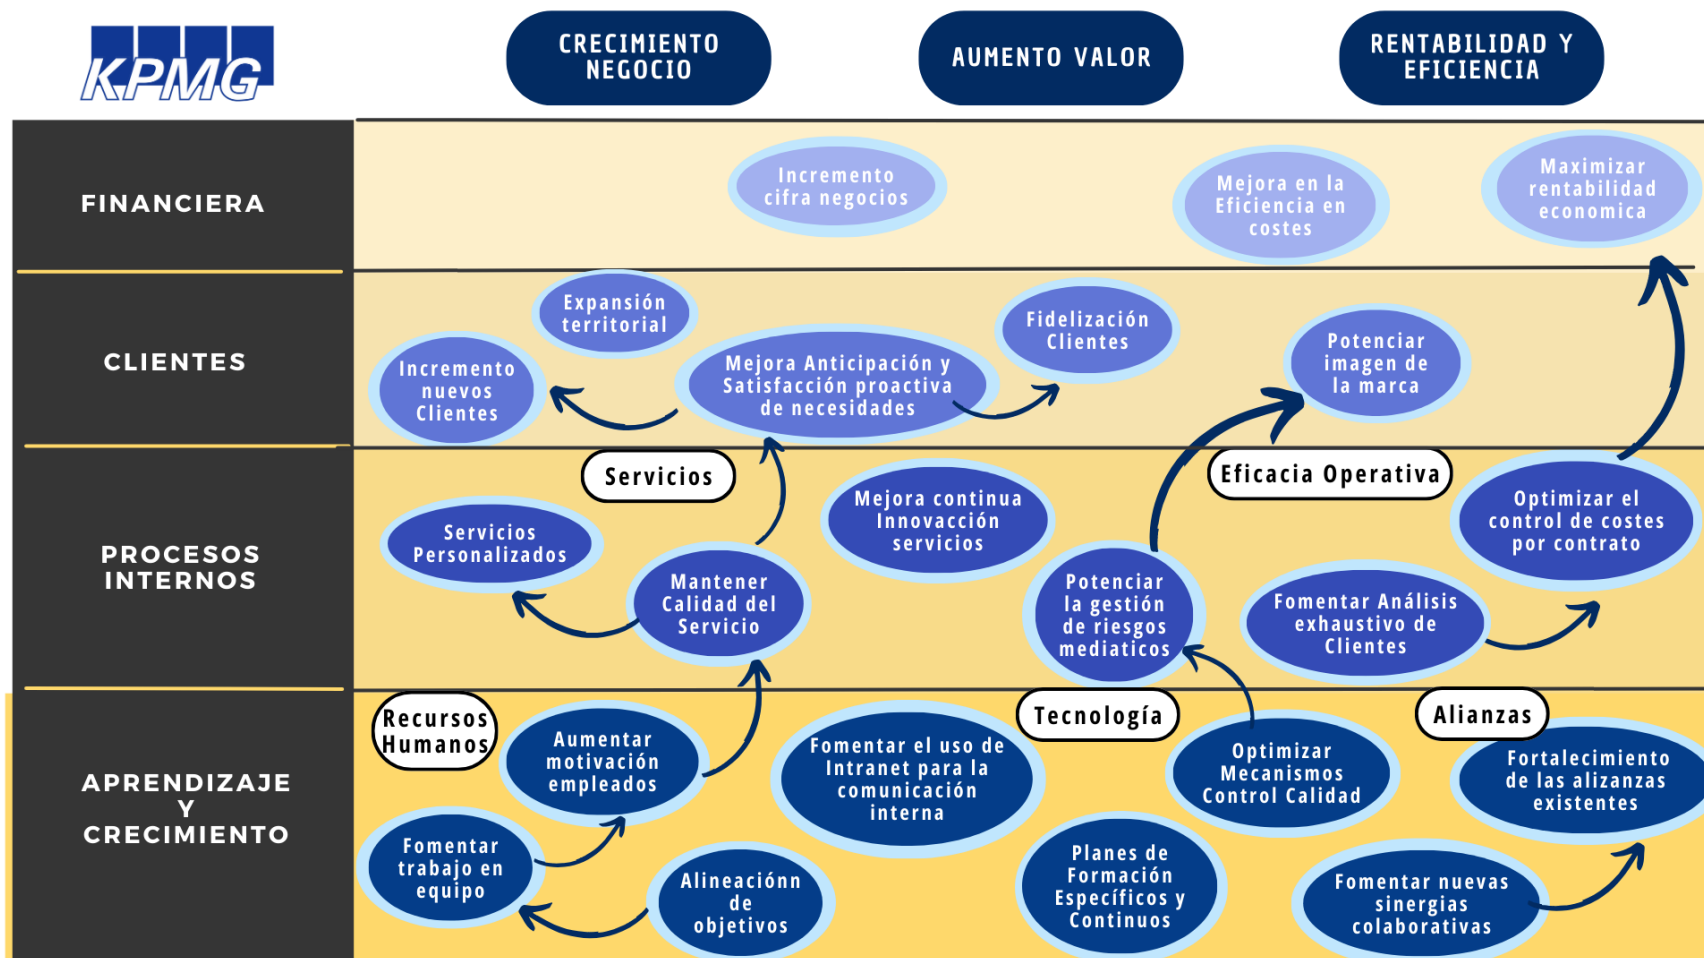 KPMG
CRECIMIENTO
NEGOCIO
AUMENTO VALOR
RENTABILIDAD Y
EFICIENCIA
FINANCIERA
Incremento
cifra negocios
Mejora en la
Eficiencia en
costes
Maximizar
rentabilidad
economica
CLIENTES
Expansión
territorial
Incremento
nuevos
Clientes
Mejora Anticipación y
Satisfacción proactiva
de necesidades
Fidelización
Clientes
Potenciar
imagen de
la marca
PROCESOS
INTERNOS
Servicios
Eficacia Operativa
Servicios
Personalizados
Mantener
Calidad del
Servicio
Mejora continua
Innovacción
servicios
Potenciar
la gestión
de riesgos
mediaticos
Fomentar Análisis
exhaustivo de
Clientes
Optimizar el
control de costes
por contrato
APRENDIZAJE
Y
CRECIMIENTO
Recursos
Humanos
Tecnología
Alianzas
Aumentar
motivación
empleados
Fomentar el uso de
Intranet para la
comunicación
interna
Optimizar
Mecanismos
Control Calidad
Fortalecimiento
de las alizanzas
existentes
Fomentar
trabajo en
equipo
Alineaciónn
de
objetivos
Planes de
Formación
Específicos y
Continuos
Fomentar nuevas
sinergias
colaborativas